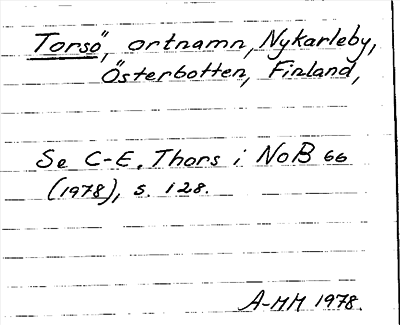 Torsö, ortnamn, Nykarleby,
Österbotten, Finland,
Se C-E. Thors i NoB 66
(1978), s. 128.
A-MM 1978.